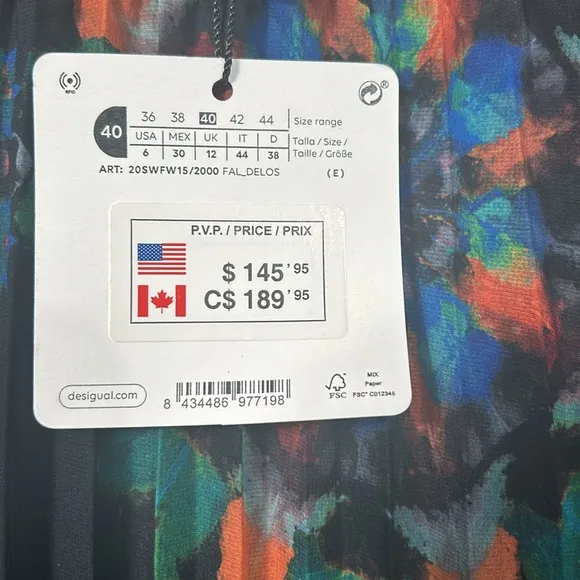 RFID
®
36 38 40 42 44 Size range
40
USA MEX UK IT D Talla / Size /
6 30 12 44 38 Taille / Größe
ART: 20SWFW15/2000 FAL_DELOS (E)
P.V.P. / PRICE / PRIX
$ 145'95
C$ 189'95
desigual.com
8 434486 977198
FSC
MIX
Paper
FSC™ C012345